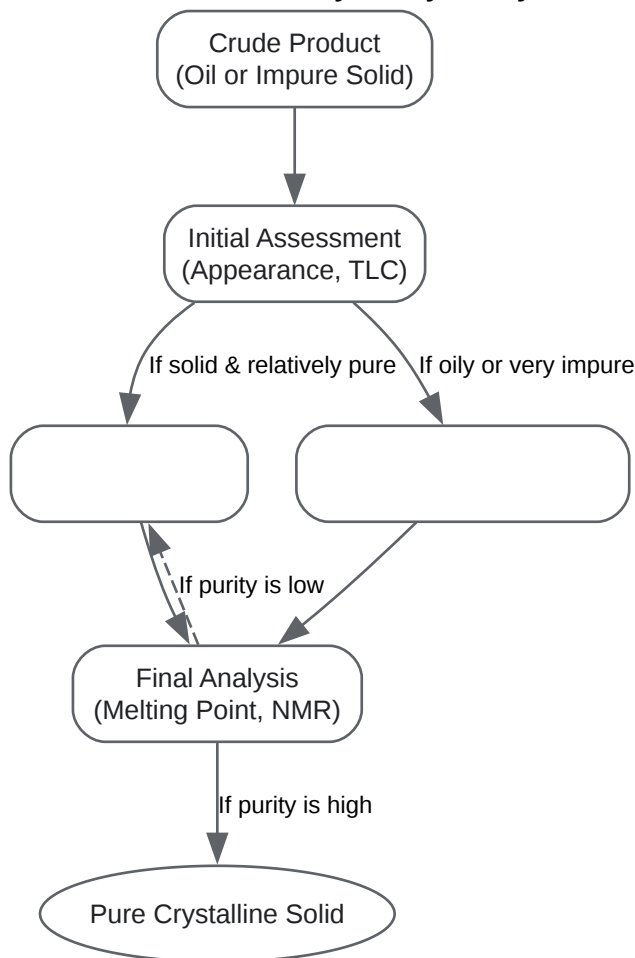 Crude Product
(Oil or Impure Solid)
Initial Assessment
(Appearance, TLC)
If solid & relatively pure
If oily or very impure
If purity is low
Final Analysis
(Melting Point, NMR)
If purity is high
Pure Crystalline Solid